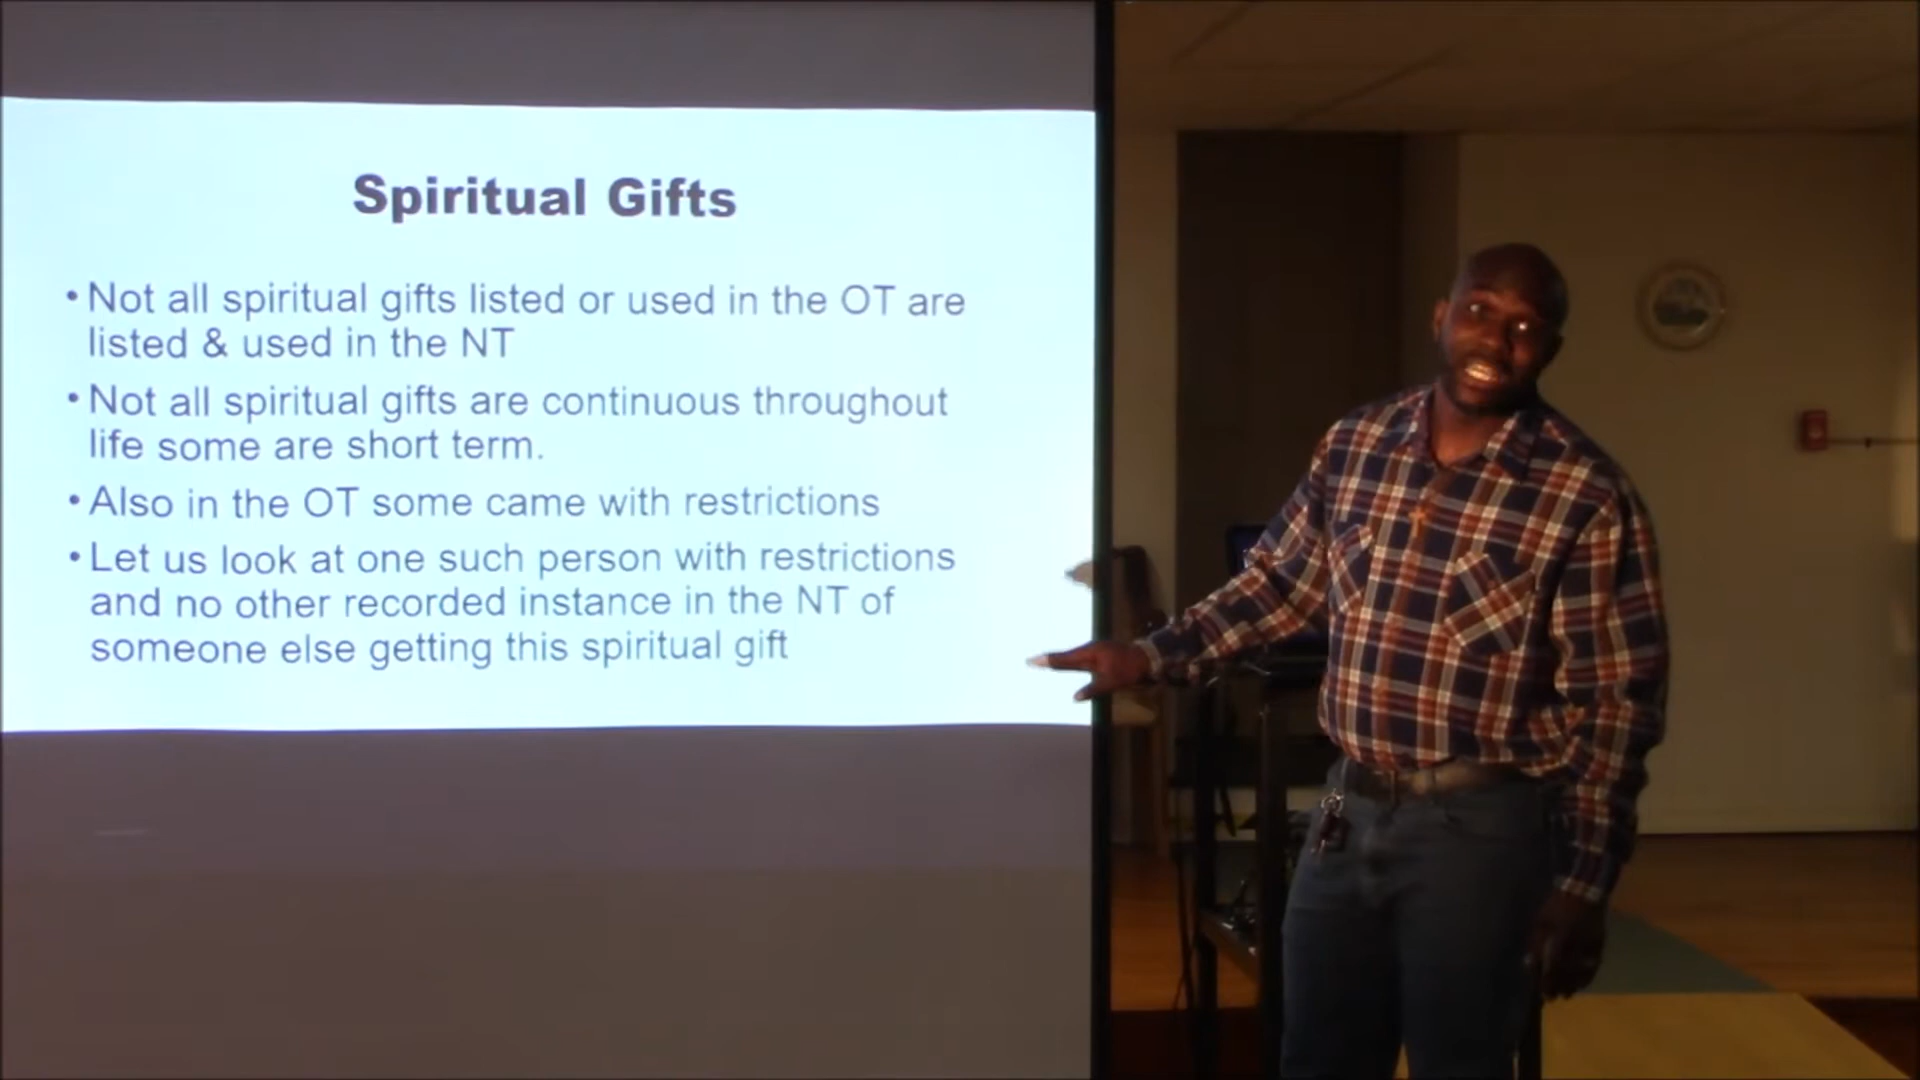 Spiritual Gifts
• Not all spiritual gifts listed or used in the OT are
listed & used in the NT
• Not all spiritual gifts are continuous throughout
life some are short term.
• Also in the OT some came with restrictions
• Let us look at one such person with restrictions
and no other recorded instance in the NT of
someone else getting this spiritual gift